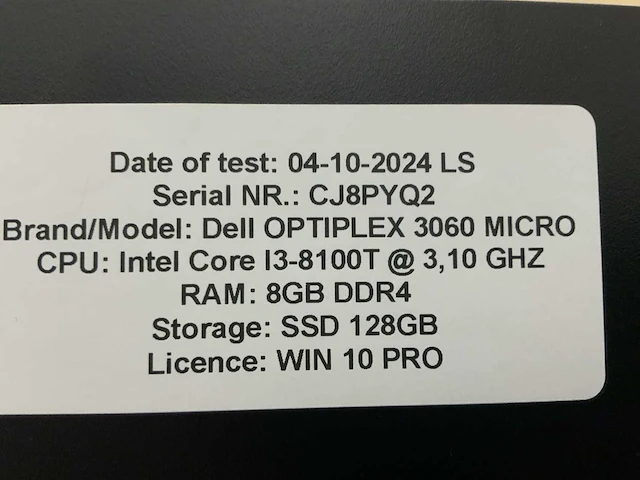 Date of test: 04-10-2024 LS
Serial NR.: CJ8PYQ2
Brand/Model: Dell OPTIPLEX 3060 MICRO
CPU: Intel Core I3-8100T @ 3,10 GHZ
RAM: 8GB DDR4
Storage: SSD 128GB
Licence: WIN 10 PRO